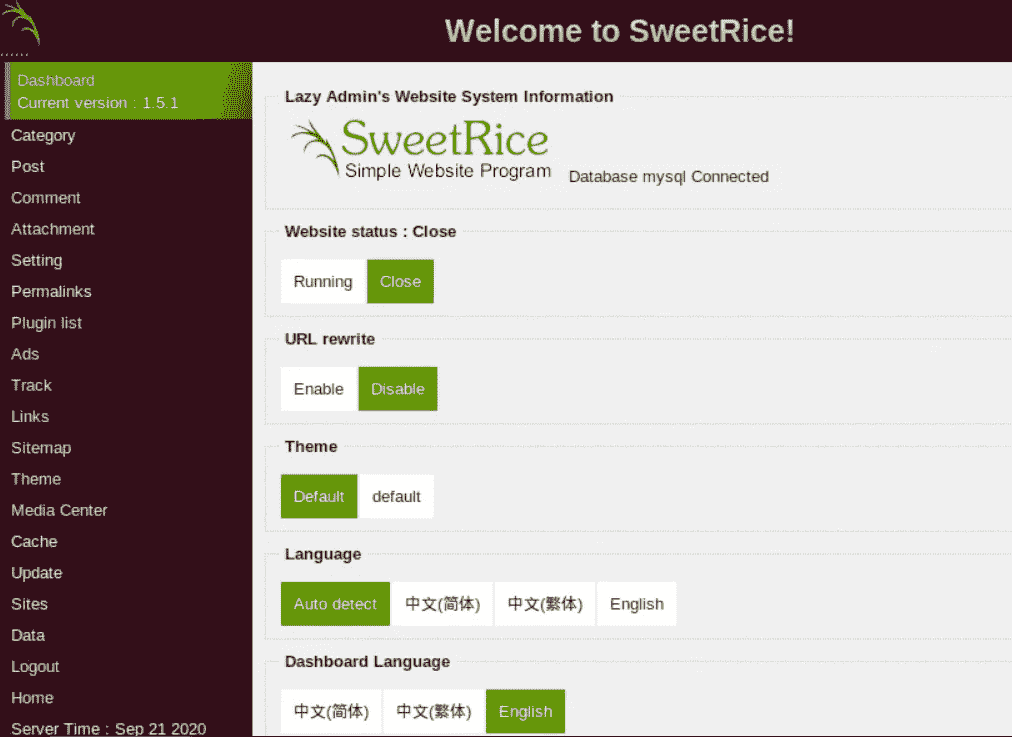 Welcome to SweetRice!
Dashboard
Current version : 1.5.1
Category
Post
Comment
Attachment
Setting
Permalinks
Plugin list
Ads
Track
Links
Sitemap
Theme
Media Center
Cache
Update
Sites
Data
Logout
Home
Server Time : Sep 21 2020
Lazy Admin's Website System Information
SweetRice
Simple Website Program
Database mysql Connected
Website status : Close
Running Close
URL rewrite
Enable Disable
Theme
Default default
Language
Auto detect 中文(简体) 中文(繁体) English
Dashboard Language
中文(简体) 中文(繁体) English